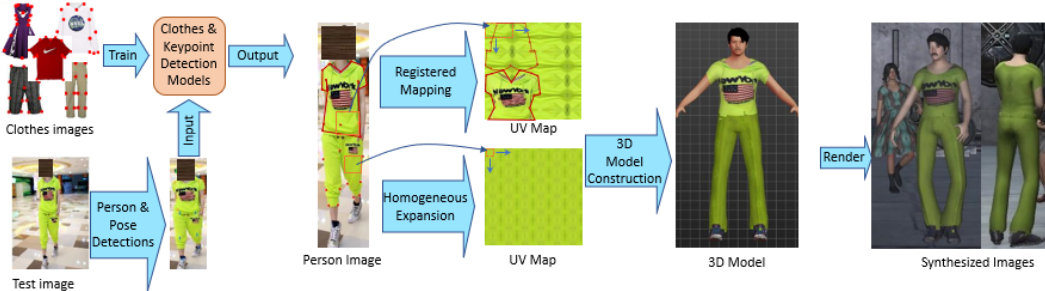 Clothes images
Train
Clothes &
Keypoint
Detection
Models
Output
Input
Test image
Person &
Pose
Detections
Person Image
Registered
Mapping
UV Map
Homogeneous
Expansion
UV Map
3D
Model
Construction
3D Model
Render
Synthesized Images